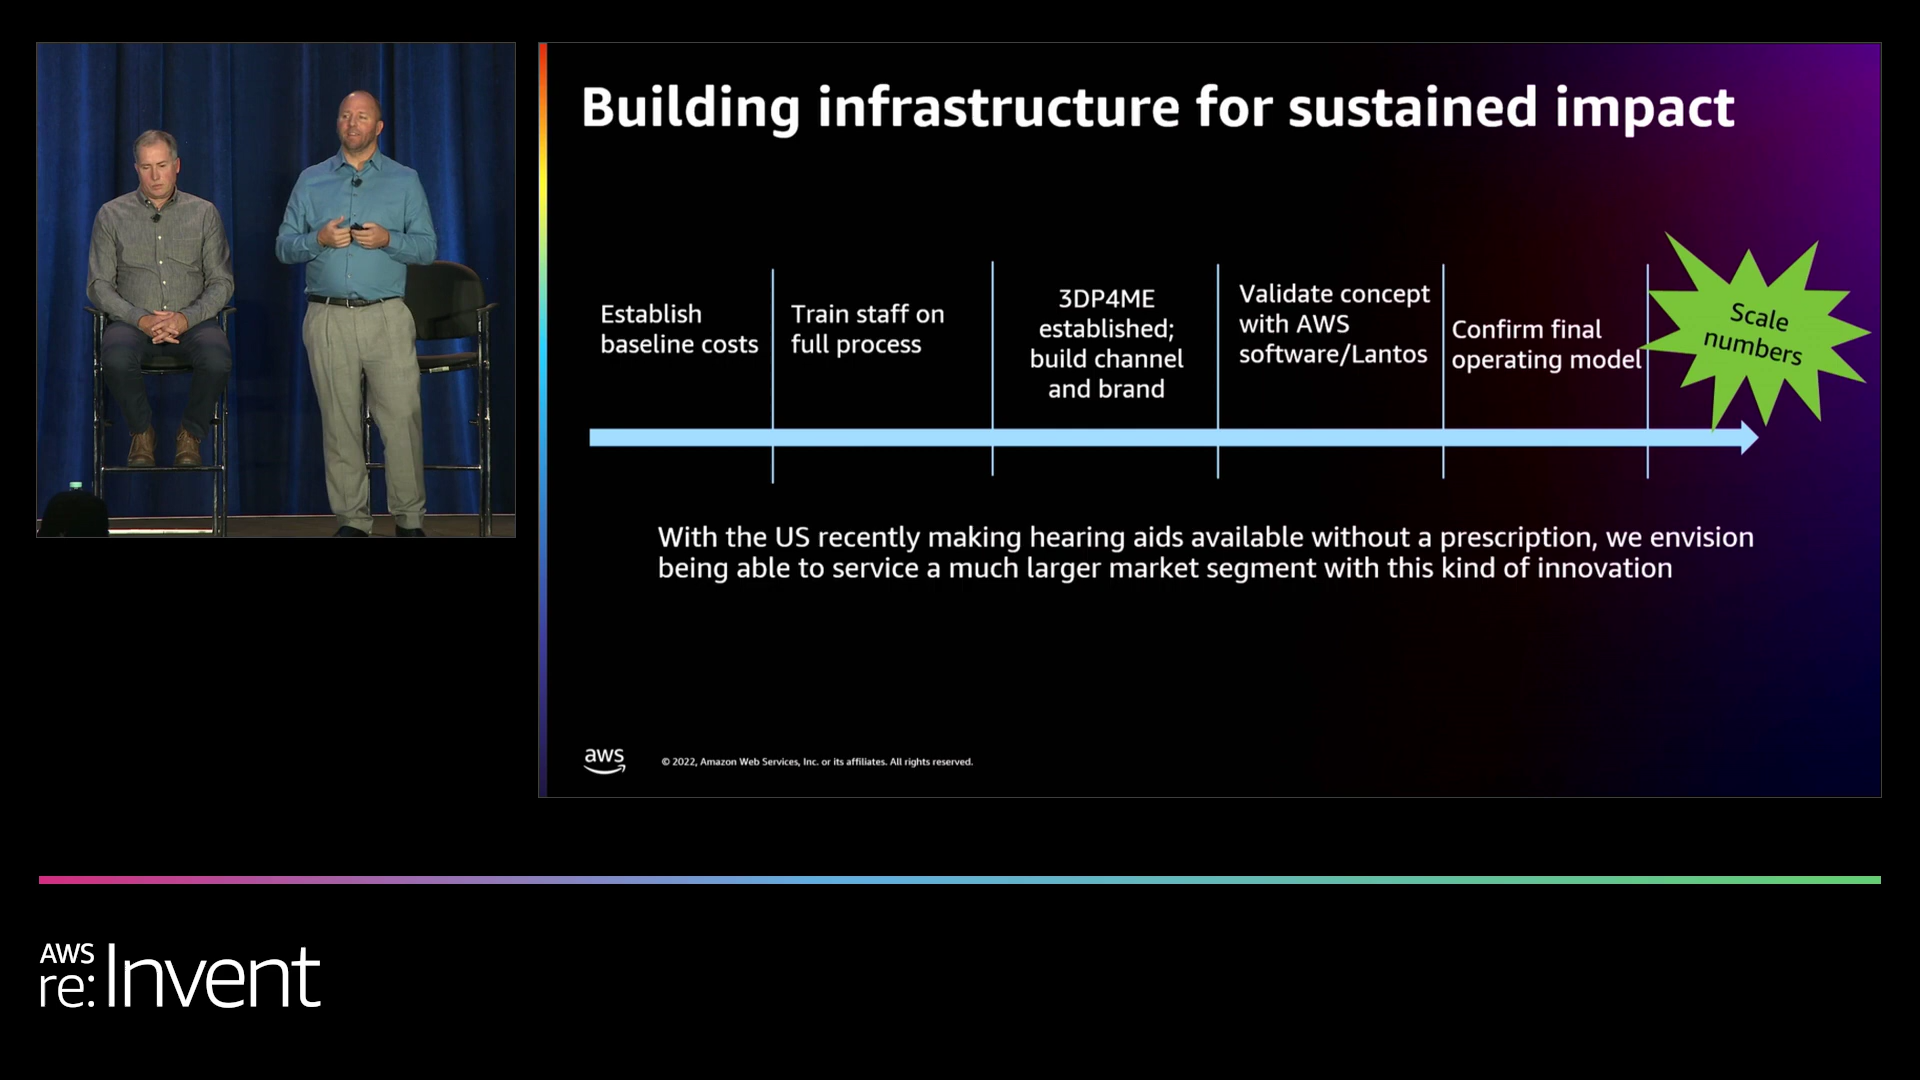 Building infrastructure for sustained impact
Establish
baseline costs
Train staff on
full process
3DP4ME
established;
build channel
and brand
Validate concept
with AWS
software/Lantos
Confirm final
operating model
Scale
numbers
With the US recently making hearing aids available without a prescription, we envision
being able to service a much larger market segment with this kind of innovation
aws
© 2022, Amazon Web Services, Inc. or its affiliates. All rights reserved.
AWS
re:Invent